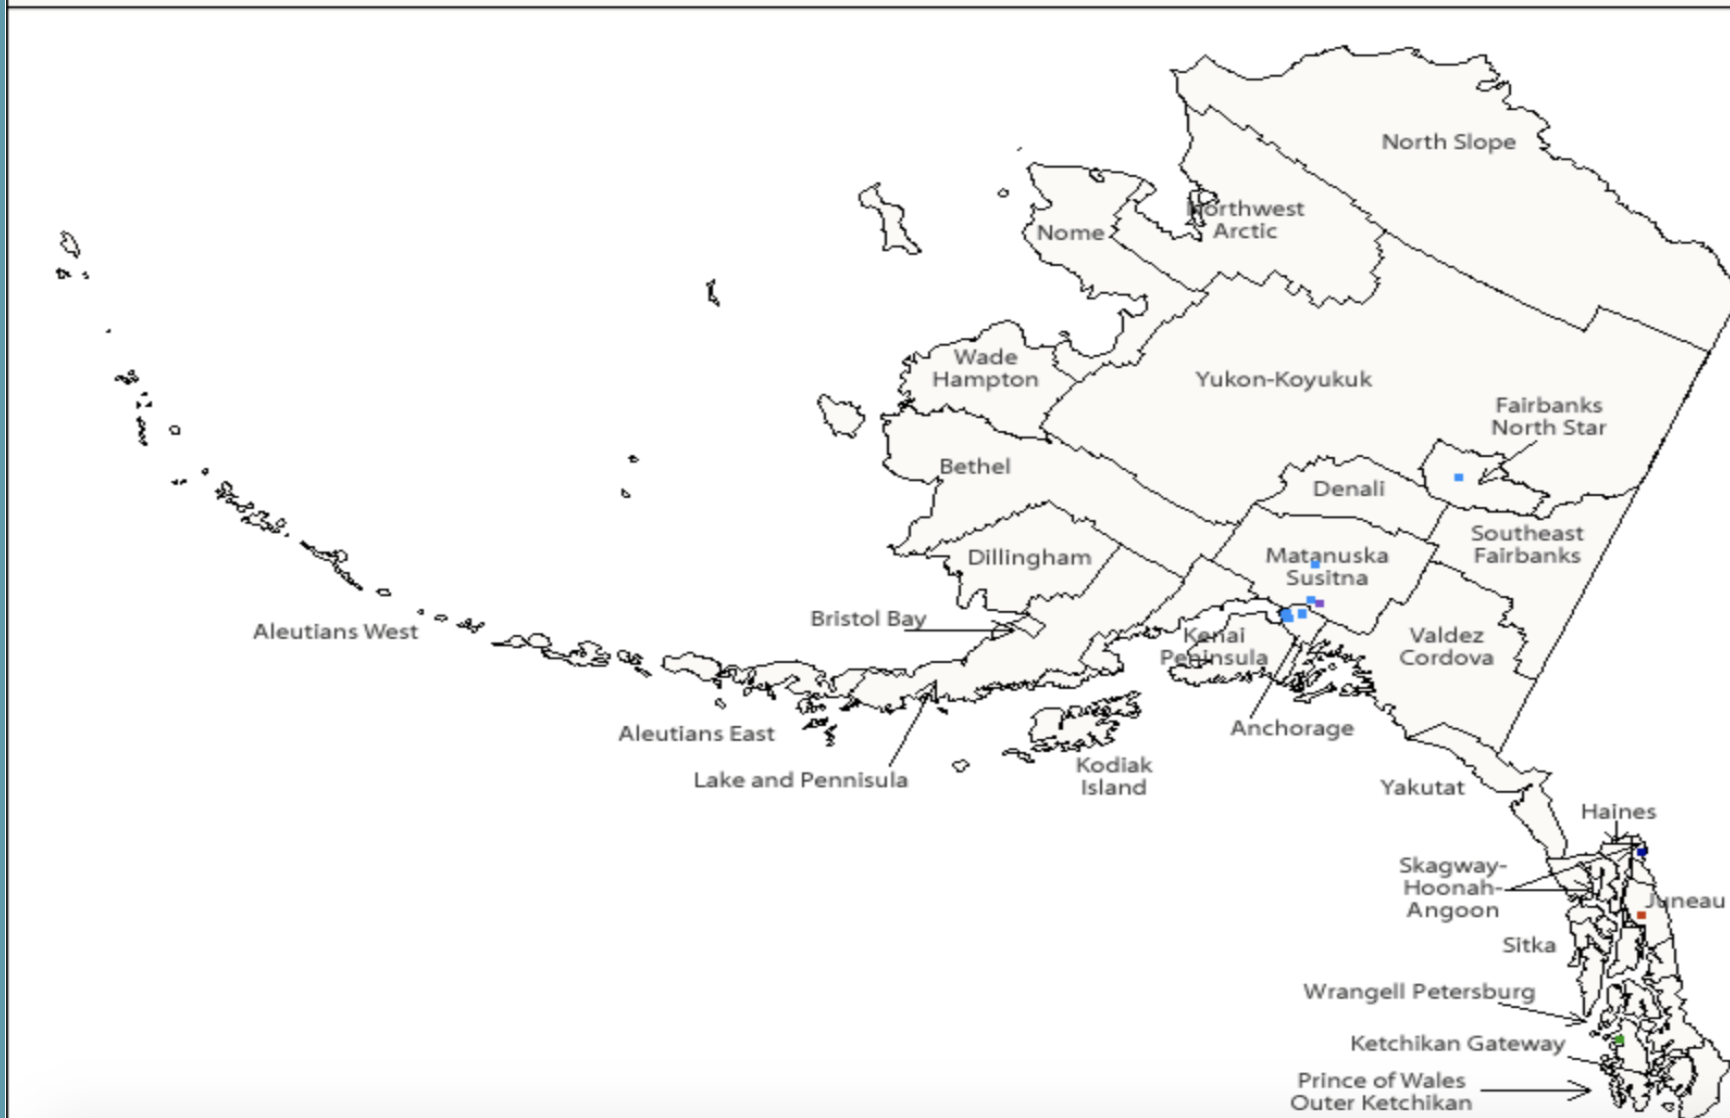 North Slope
Northwest
Arctic
Nome
Wade
Hampton
Yukon-Koyukuk
Fairbanks
North Star
Bethel
Denali
Southeast
Fairbanks
Dillingham
Matanuska
Susitna
Bristol Bay
Aleutians West
Kenai
Peninsula
Valdez
Cordova
Anchorage
Aleutians East
Lake and Pennisula
Kodiak
Island
Yakutat
Haines
Skagway-
Hoonah-
Angoon
Juneau
Sitka
Wrangell Petersburg
Ketchikan Gateway
Prince of Wales
Outer Ketchikan